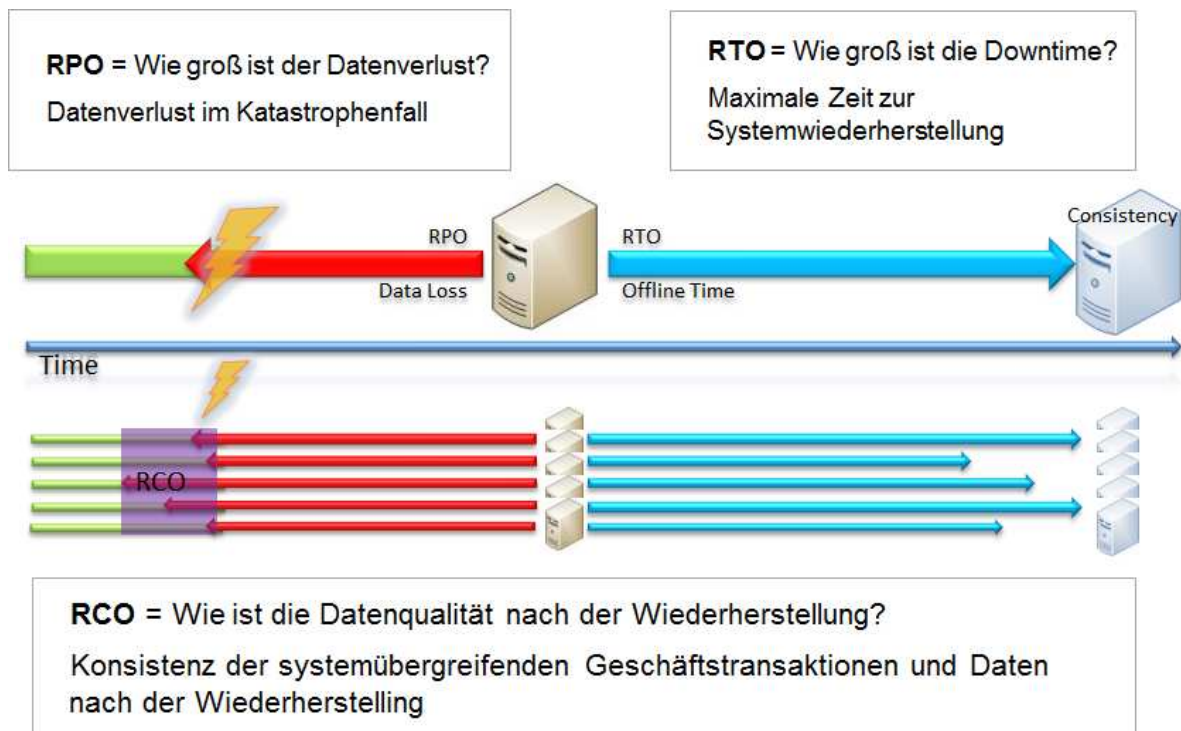 RPO = Wie groß ist der Datenverlust?
Datenverlust im Katastrophenfall
RTO = Wie groß ist die Downtime?
Maximale Zeit zur
Systemwiederherstellung
RPO
Data Loss
RTO
Offline Time
Consistency
Time
RCO
RCO = Wie ist die Datenqualität nach der Wiederherstellung?
Konsistenz der systemübergreifenden Geschäftstransaktionen und Daten
nach der Wiederherstelling